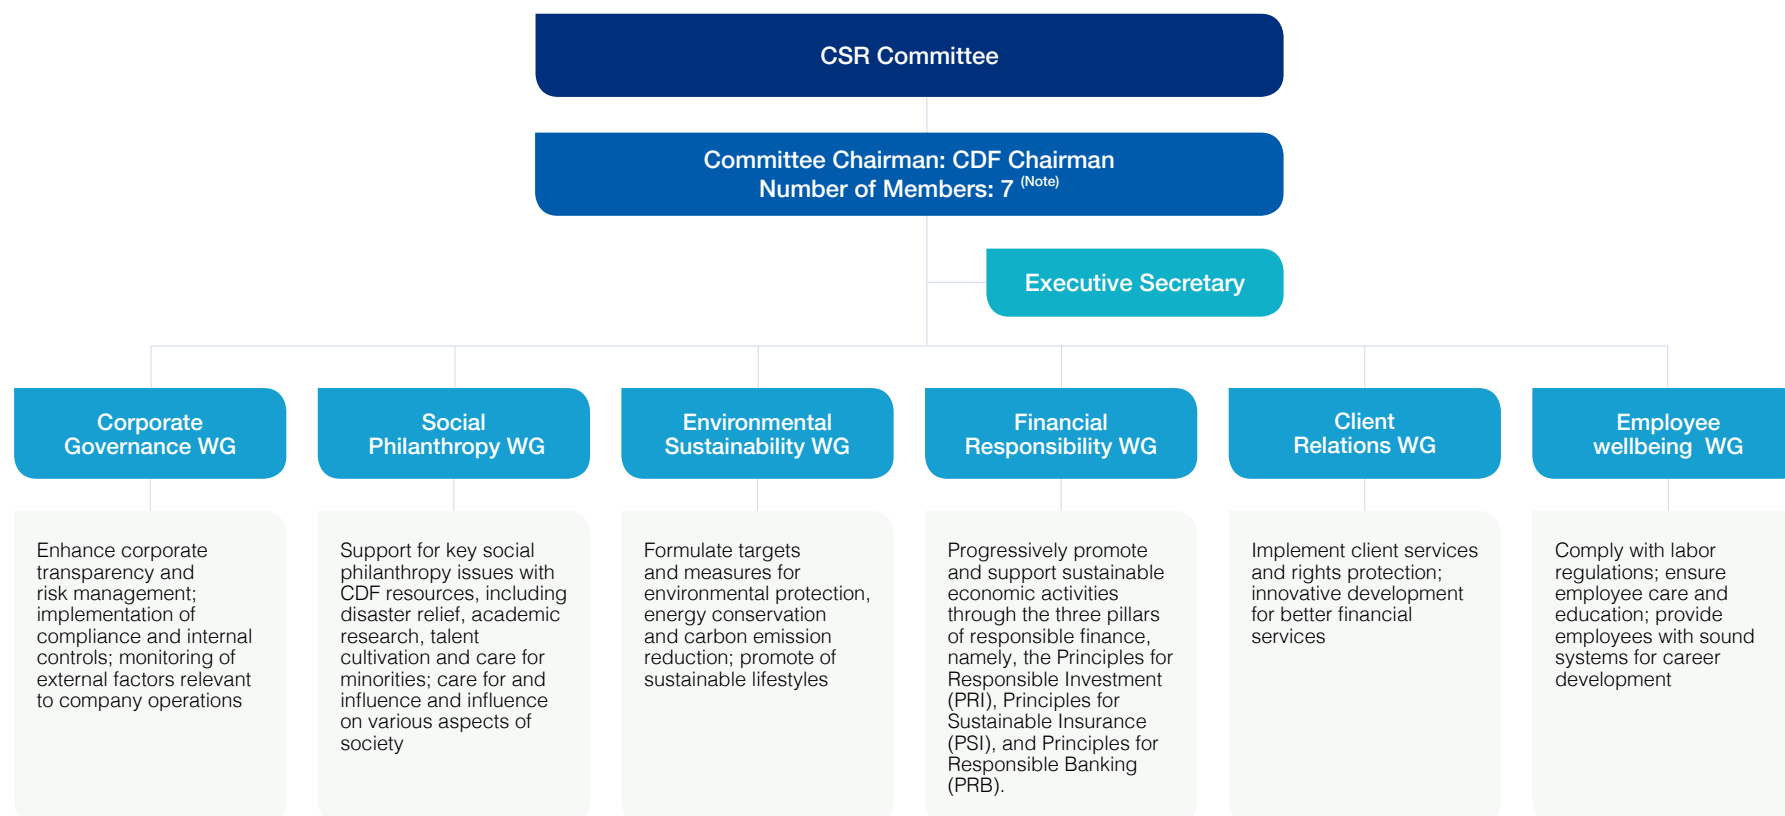 CSR Committee
Committee Chairman: CDF Chairman
Number of Members: 7 (Note)
Executive Secretary
Corporate
Governance WG
Social
Philanthropy WG
Environmental
Sustainability WG
Financial
Responsibility WG
Client
Relations WG
Employee
wellbeing WG
Enhance corporate
transparency and
risk management;
implementation of
compliance and internal
controls; monitoring of
external factors relevant
to company operations
Support for key social
philanthropy issues with
CDF resources, including
disaster relief, academic
research, talent
cultivation and care for
minorities; care for and
influence and influence
on various aspects of
society
Formulate targets
and measures for
environmental protection,
energy conservation
and carbon emission
reduction; promote of
sustainable lifestyles
Progressively promote
and support sustainable
economic activities
through the three pillars
of responsible finance,
namely, the Principles for
Responsible Investment
(PRI), Principles for
Sustainable Insurance
(PSI), and Principles for
Responsible Banking
(PRB).
Implement client services
and rights protection;
innovative development
for better financial
services
Comply with labor
regulations; ensure
employee care and
education; provide
employees with sound
systems for career
development